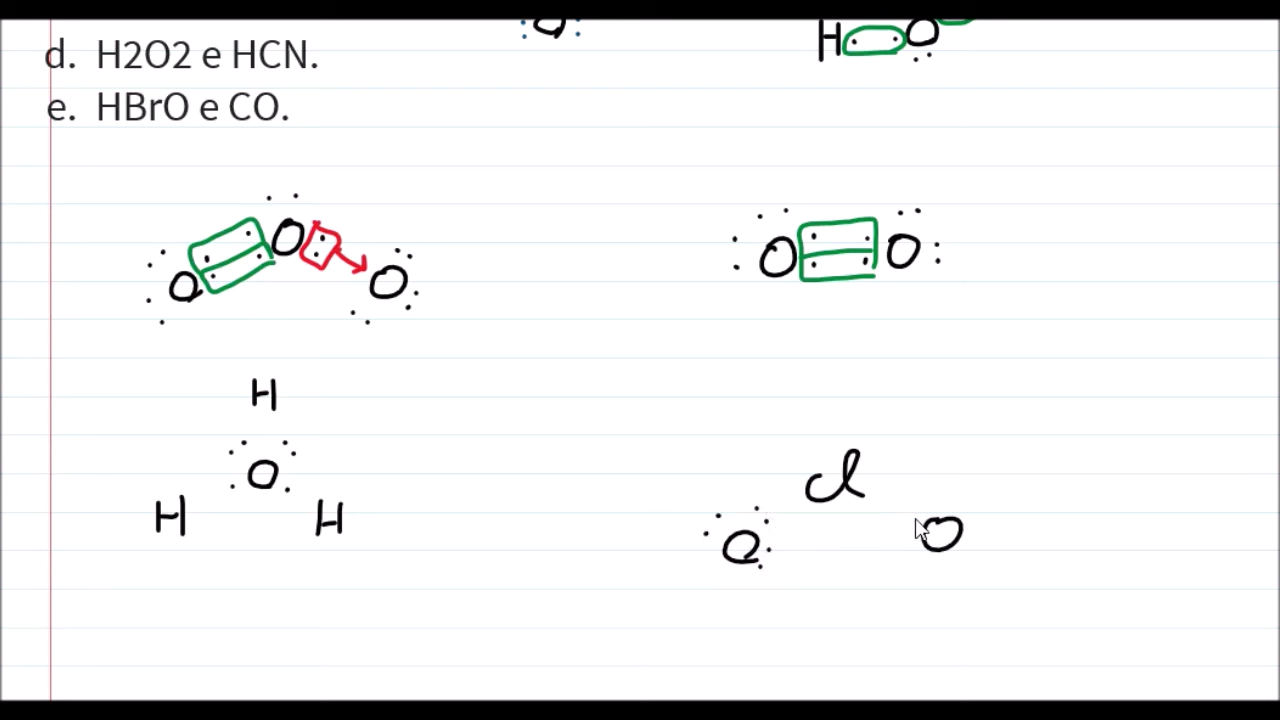 d. H2O2 e HCN.
e. HBrO e CO.
H O
O O O
O O
H
O
H H
Cl
O O